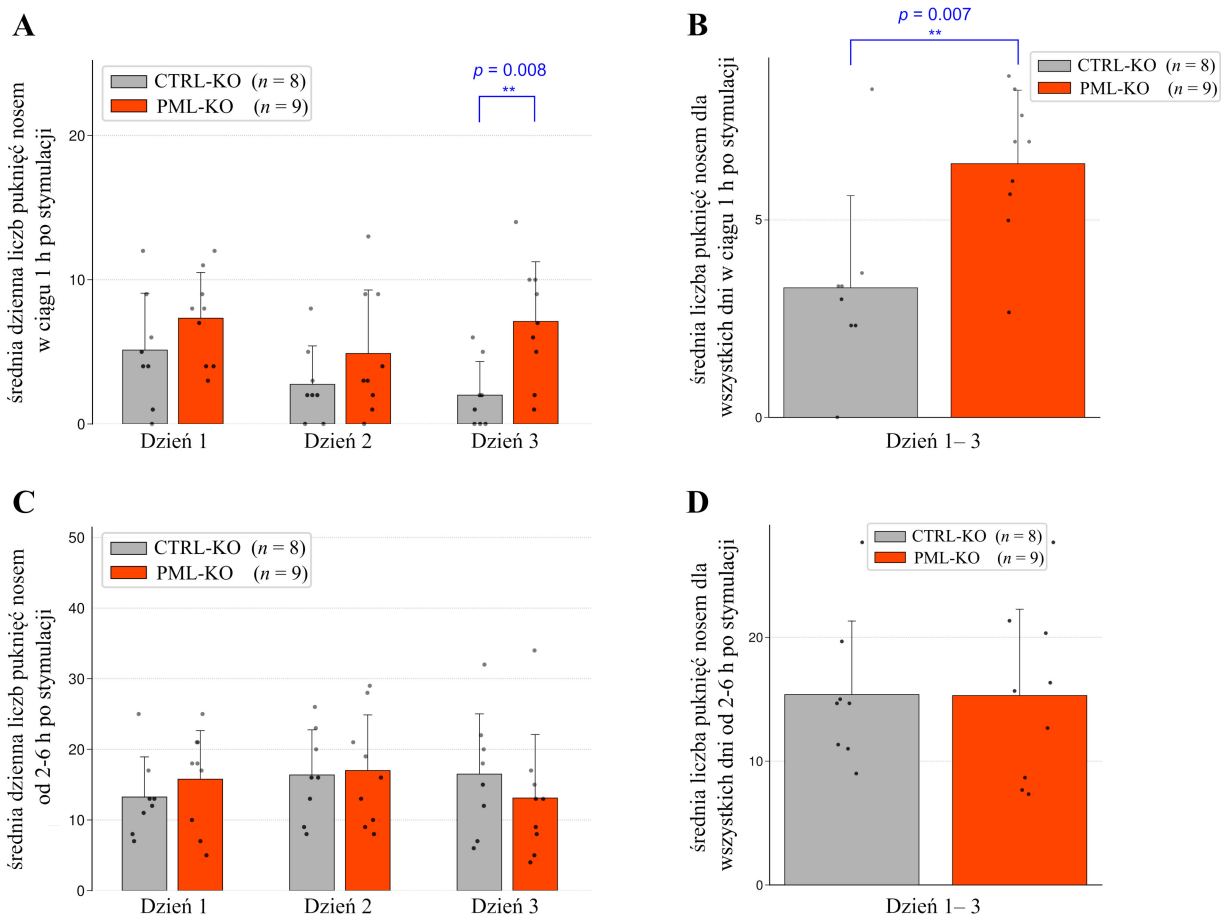 A
średnia dzienna liczb puknięć nosem
w ciągu 1 h po stymulacji
CTRL-KO (n = 8)
PML-KO (n = 9)
p = 0.008
**
20
10
0
Dzień 1
Dzień 2
Dzień 3
B
średnia liczba puknięć nosem dla
wszystkich dni w ciągu 1 h po stymulacji
p = 0.007
**
CTRL-KO (n = 8)
PML-KO (n = 9)
5
0
Dzień 1– 3
C
średnia dzienna liczb puknięć nosem
od 2-6 h po stymulacji
CTRL-KO (n = 8)
PML-KO (n = 9)
50
40
30
20
10
0
Dzień 1
Dzień 2
Dzień 3
D
średnia liczba puknięć nosem dla
wszystkich dni od 2-6 h po stymulacji
CTRL-KO (n = 8)
PML-KO (n = 9)
20
10
0
Dzień 1– 3